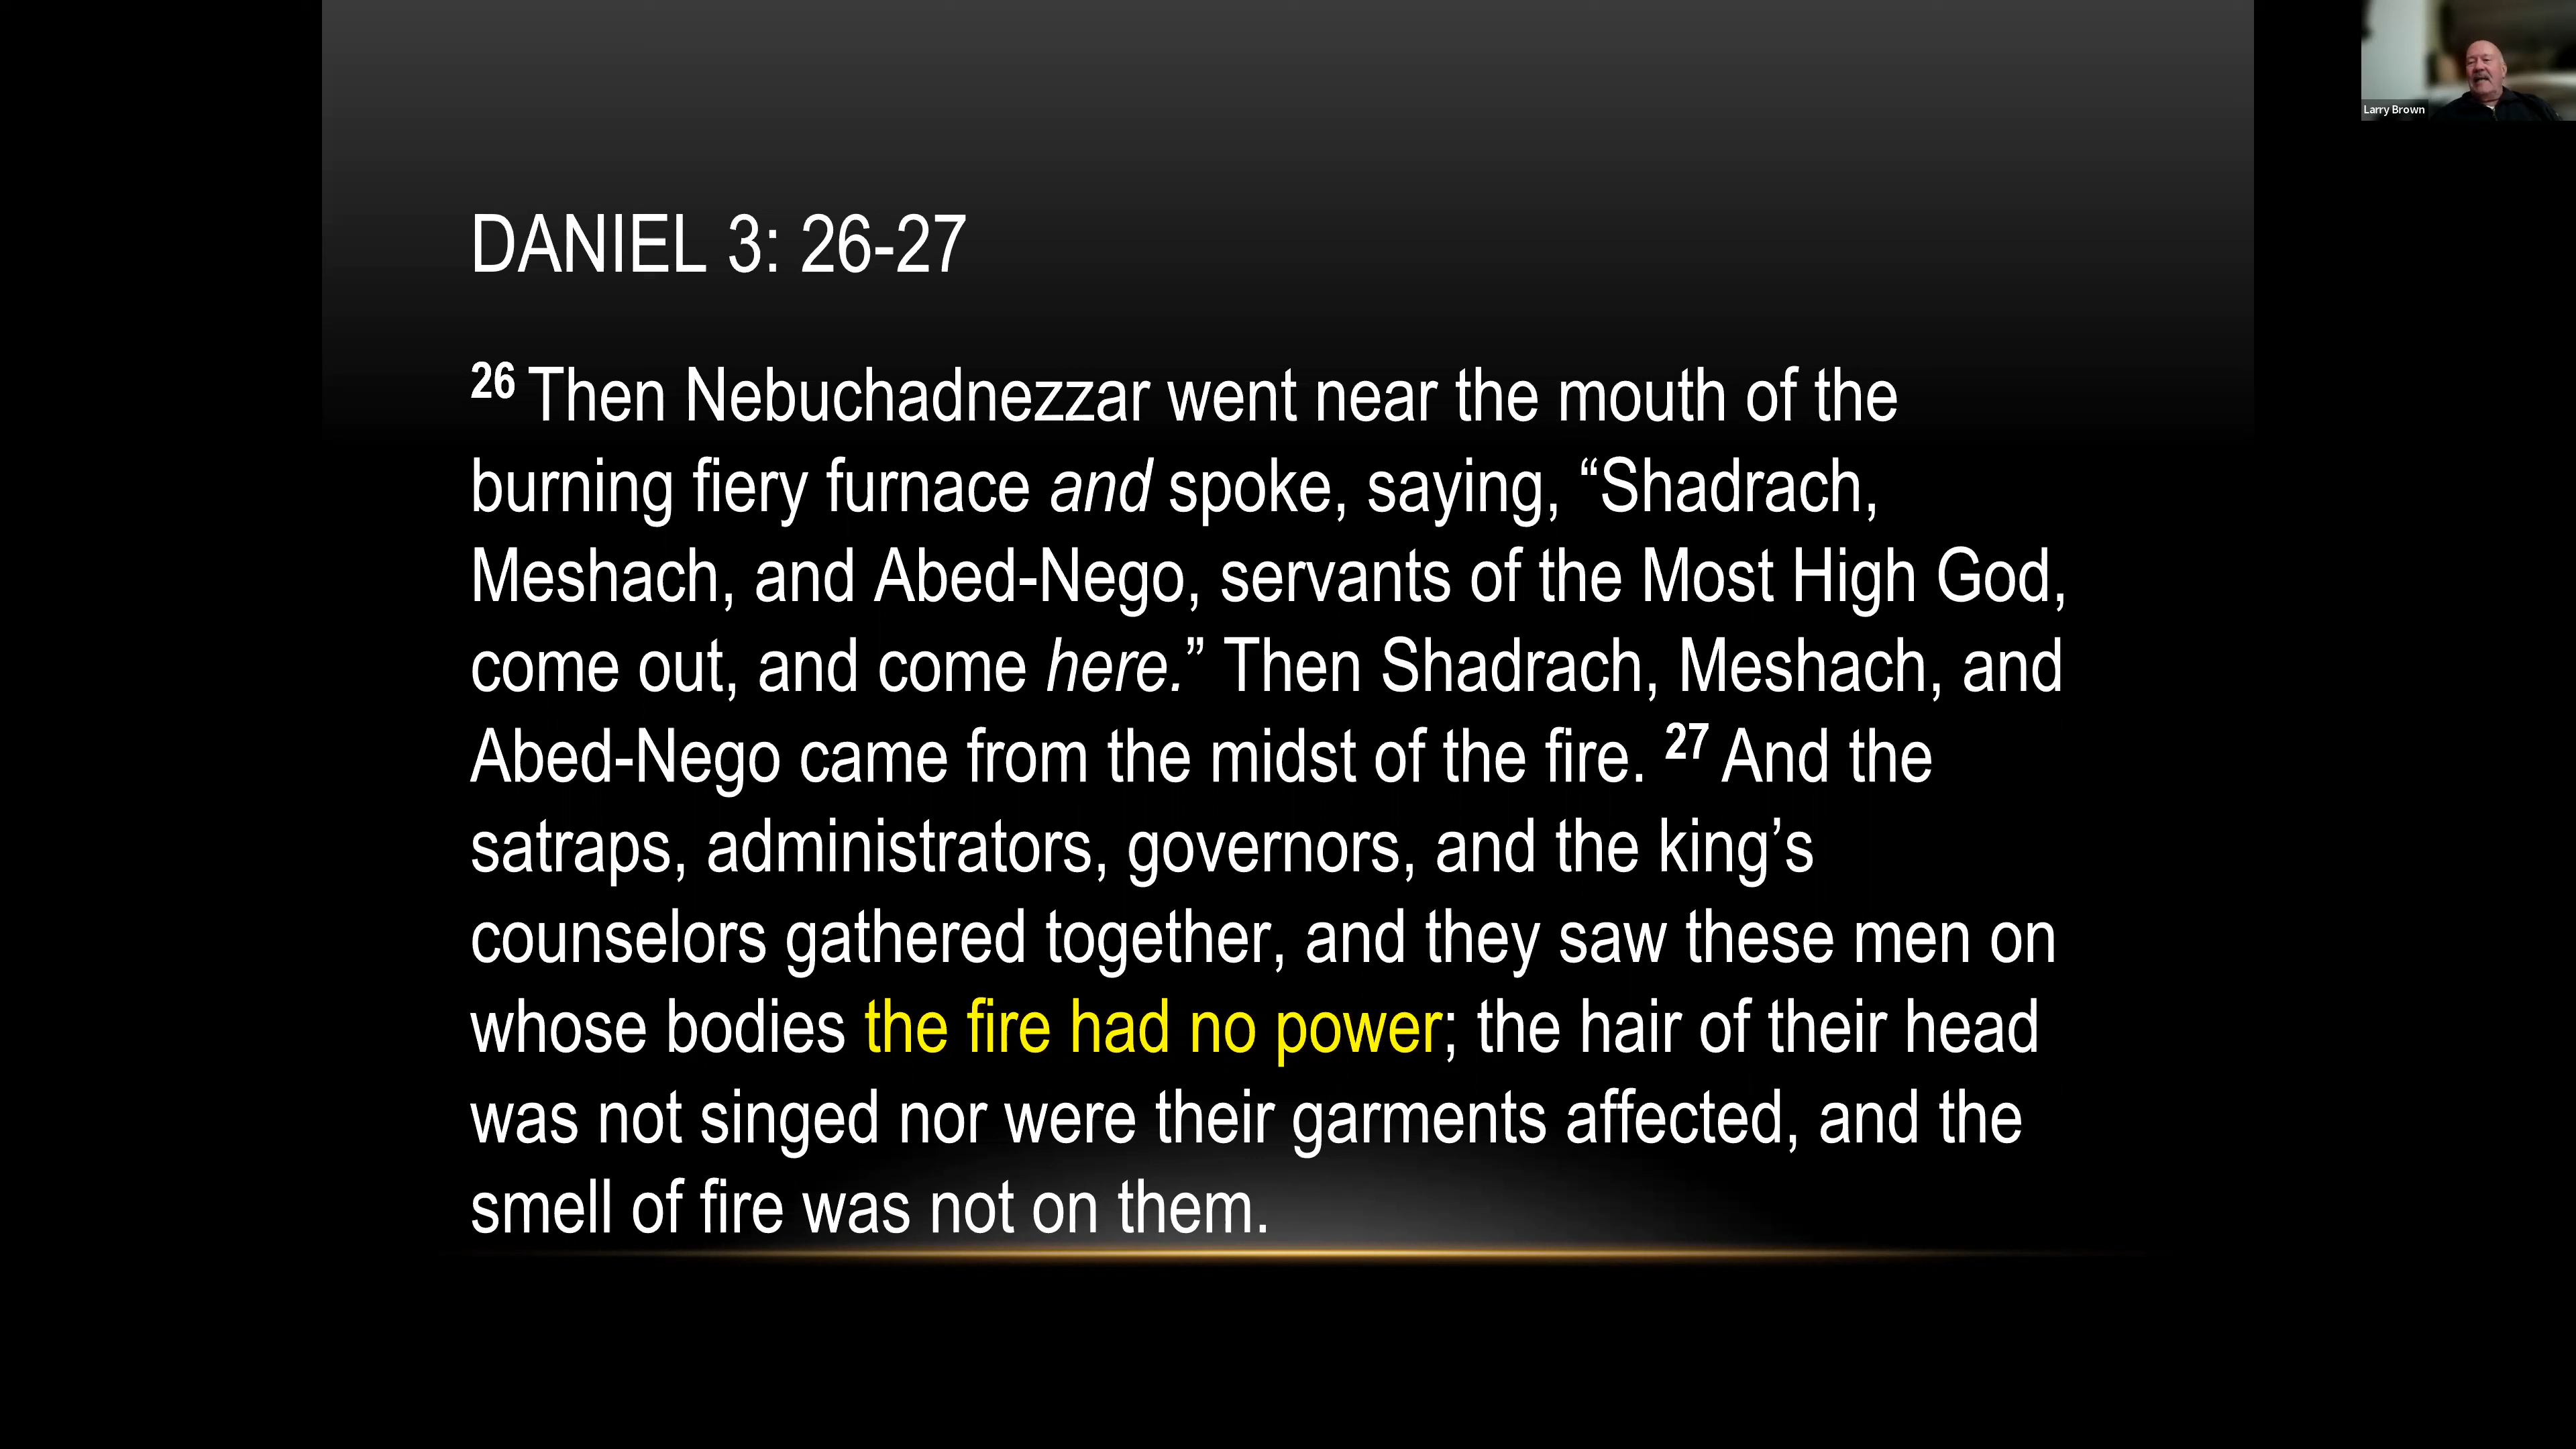 Larry Brown
DANIEL 3: 26-27
26 Then Nebuchadnezzar went near the mouth of the
burning fiery furnace and spoke, saying, “Shadrach,
Meshach, and Abed-Nego, servants of the Most High God,
come out, and come here.” Then Shadrach, Meshach, and
Abed-Nego came from the midst of the fire. 27 And the
satraps, administrators, governors, and the king’s
counselors gathered together, and they saw these men on
whose bodies the fire had no power; the hair of their head
was not singed nor were their garments affected, and the
smell of fire was not on them.